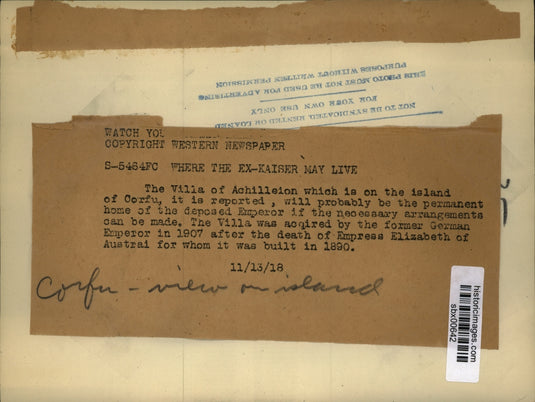 NOT TO BE SYNDICATED, RENTED OR LOANED
FOR YOUR OWN USE ONLY
THIS PHOTO MUST NOT BE USED FOR ADVERTISING
PURPOSES WITHOUT WRITTEN PERMISSION
WATCH YOU
COPYRIGHT WESTERN NEWSPAPER
S-5484FC WHERE THE EX-KAISER MAY LIVE
The Villa of Achilleion which is on the island
of Corfu, it is reported, will probably be the permanent
home of the deposed Emperor if the necessary arrangements
can be made. The Villa was acquired by the former German
Emperor in 1907 after the death of Empress Elizabeth of
Austrai for whom it was built in 1890.
11/13/18
Corfu - view on island
historicimages.com
sbx00642